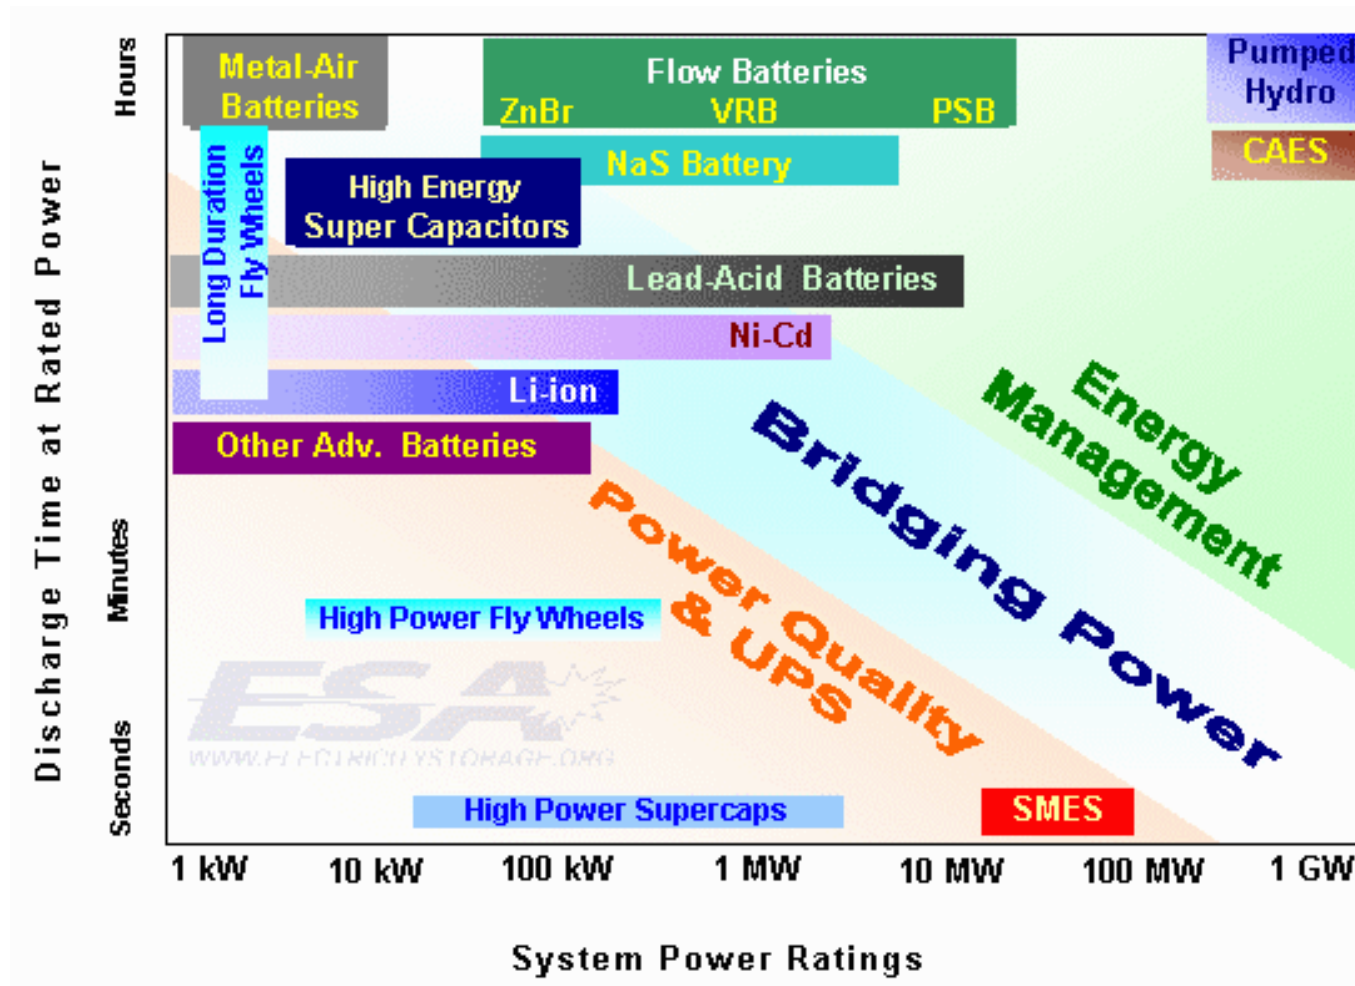 Hours
Minutes
Seconds
Discharge Time at Rated Power
Metal-Air
Batteries
Flow Batteries
ZnBr VRB PSB
Pumped
Hydro
CAES
NaS Battery
Long Duration
Fly Wheels
High Energy
Super Capacitors
Lead-Acid Batteries
Ni-Cd
Li-ion
Other Adv. Batteries
Energy
Management
Bridging Power
Power Quality
& UPS
High Power Fly Wheels
ESA
WWW.ELECTRICITYSTORAGE.ORG
High Power Supercaps
SMES
1 kW 10 kW 100 kW 1 MW 10 MW 100 MW 1 GW
System Power Ratings